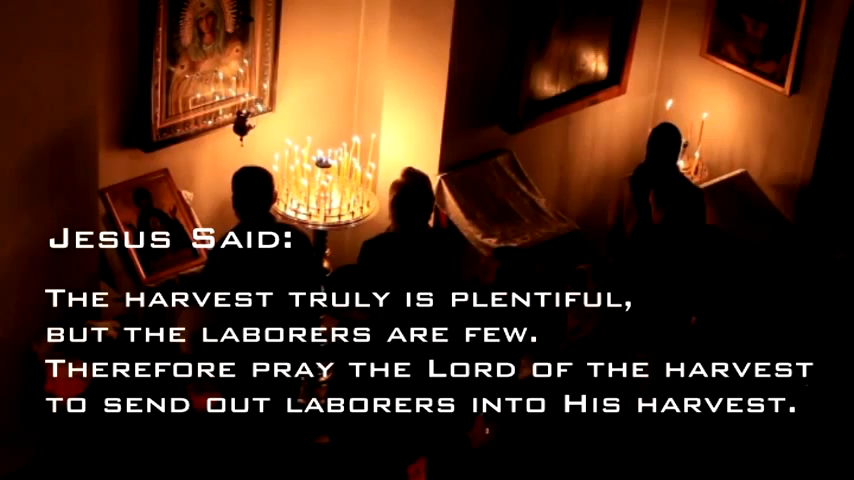 Jesus Said:
The harvest truly is plentiful,
but the laborers are few.
Therefore pray the Lord of the harvest
to send out laborers into His harvest.